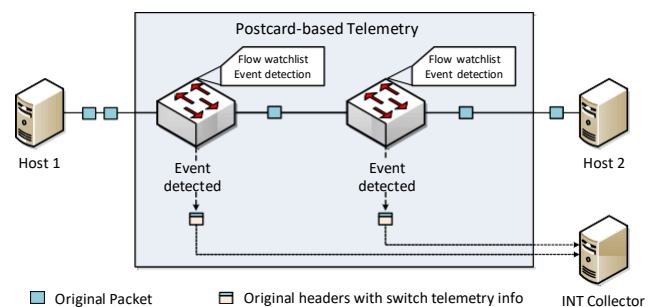 Postcard-based Telemetry
Flow watchlist
Event detection
Flow watchlist
Event detection
Host 1
Host 2
Event
detected
Event
detected
INT Collector
Original Packet
Original headers with switch telemetry info